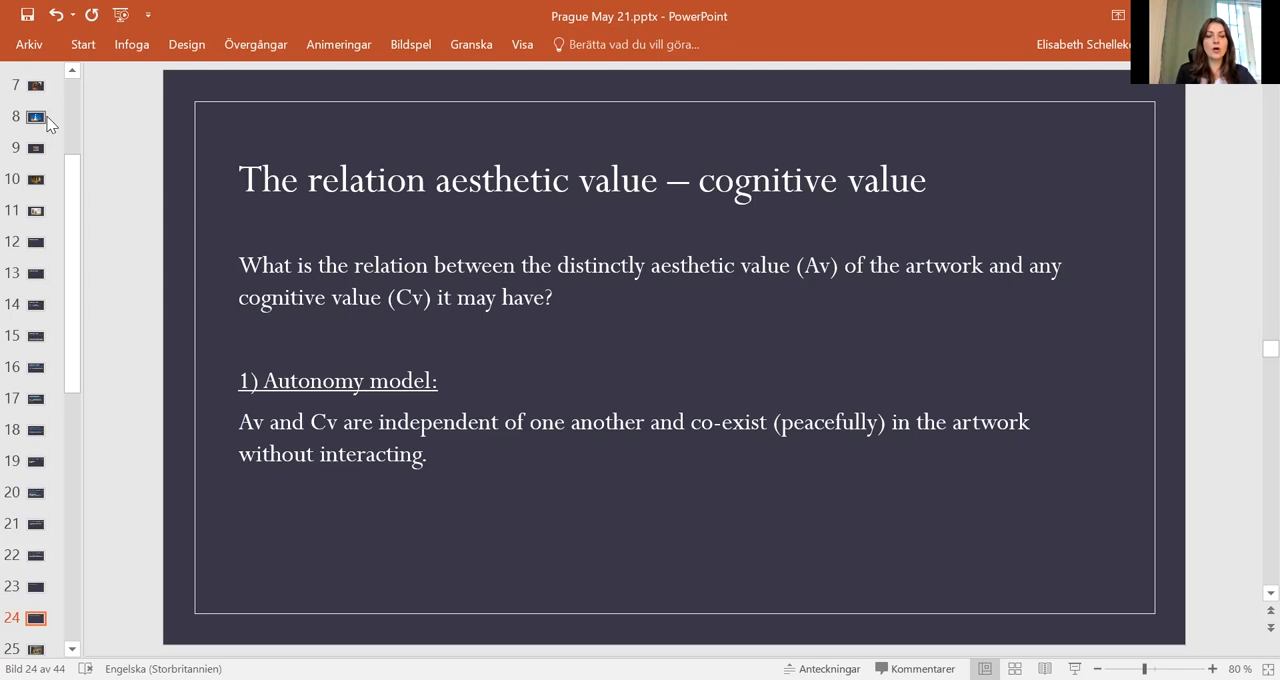 Prague May 21.pptx - PowerPoint
Arkiv Start Infoga Design Övergångar Animeringar Bildspel Granska Visa Berätta vad du vill göra...
Elisabeth Schelleke
7
8
9
10
11
12
13
14
15
16
17
18
19
20
21
22
23
24
25
The relation aesthetic value – cognitive value
What is the relation between the distinctly aesthetic value (Av) of the artwork and any
cognitive value (Cv) it may have?
1) Autonomy model:
Av and Cv are independent of one another and co-exist (peacefully) in the artwork
without interacting.
Bild 24 av 44 Engelska (Storbritannien) Anteckningar Kommentarer 80 %